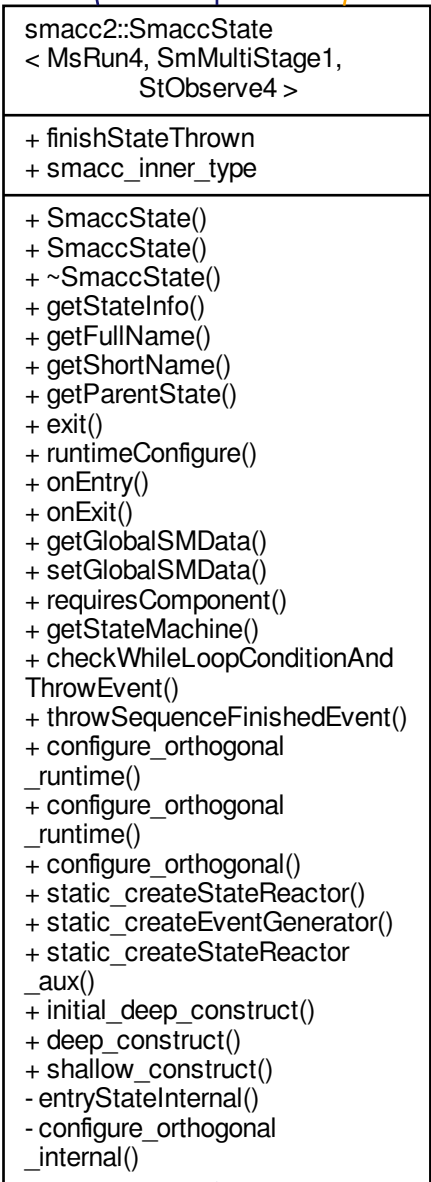 smacc2::SmaccState
< MsRun4, SmMultiStage1,
StObserve4 >
+ finishStateThrown
+ smacc_inner_type
+ SmaccState()
+ SmaccState()
+ ~SmaccState()
+ getStateInfo()
+ getFullName()
+ getShortName()
+ getParentState()
+ exit()
+ runtimeConfigure()
+ onEntry()
+ onExit()
+ getGlobalSMData()
+ setGlobalSMData()
+ requiresComponent()
+ getStateMachine()
+ checkWhileLoopConditionAnd
ThrowEvent()
+ throwSequenceFinishedEvent()
+ configure_orthogonal
_runtime()
+ configure_orthogonal
_runtime()
+ configure_orthogonal()
+ static_createStateReactor()
+ static_createEventGenerator()
+ static_createStateReactor
_aux()
+ initial_deep_construct()
+ deep_construct()
+ shallow_construct()
- entryStateInternal()
- configure_orthogonal
_internal()